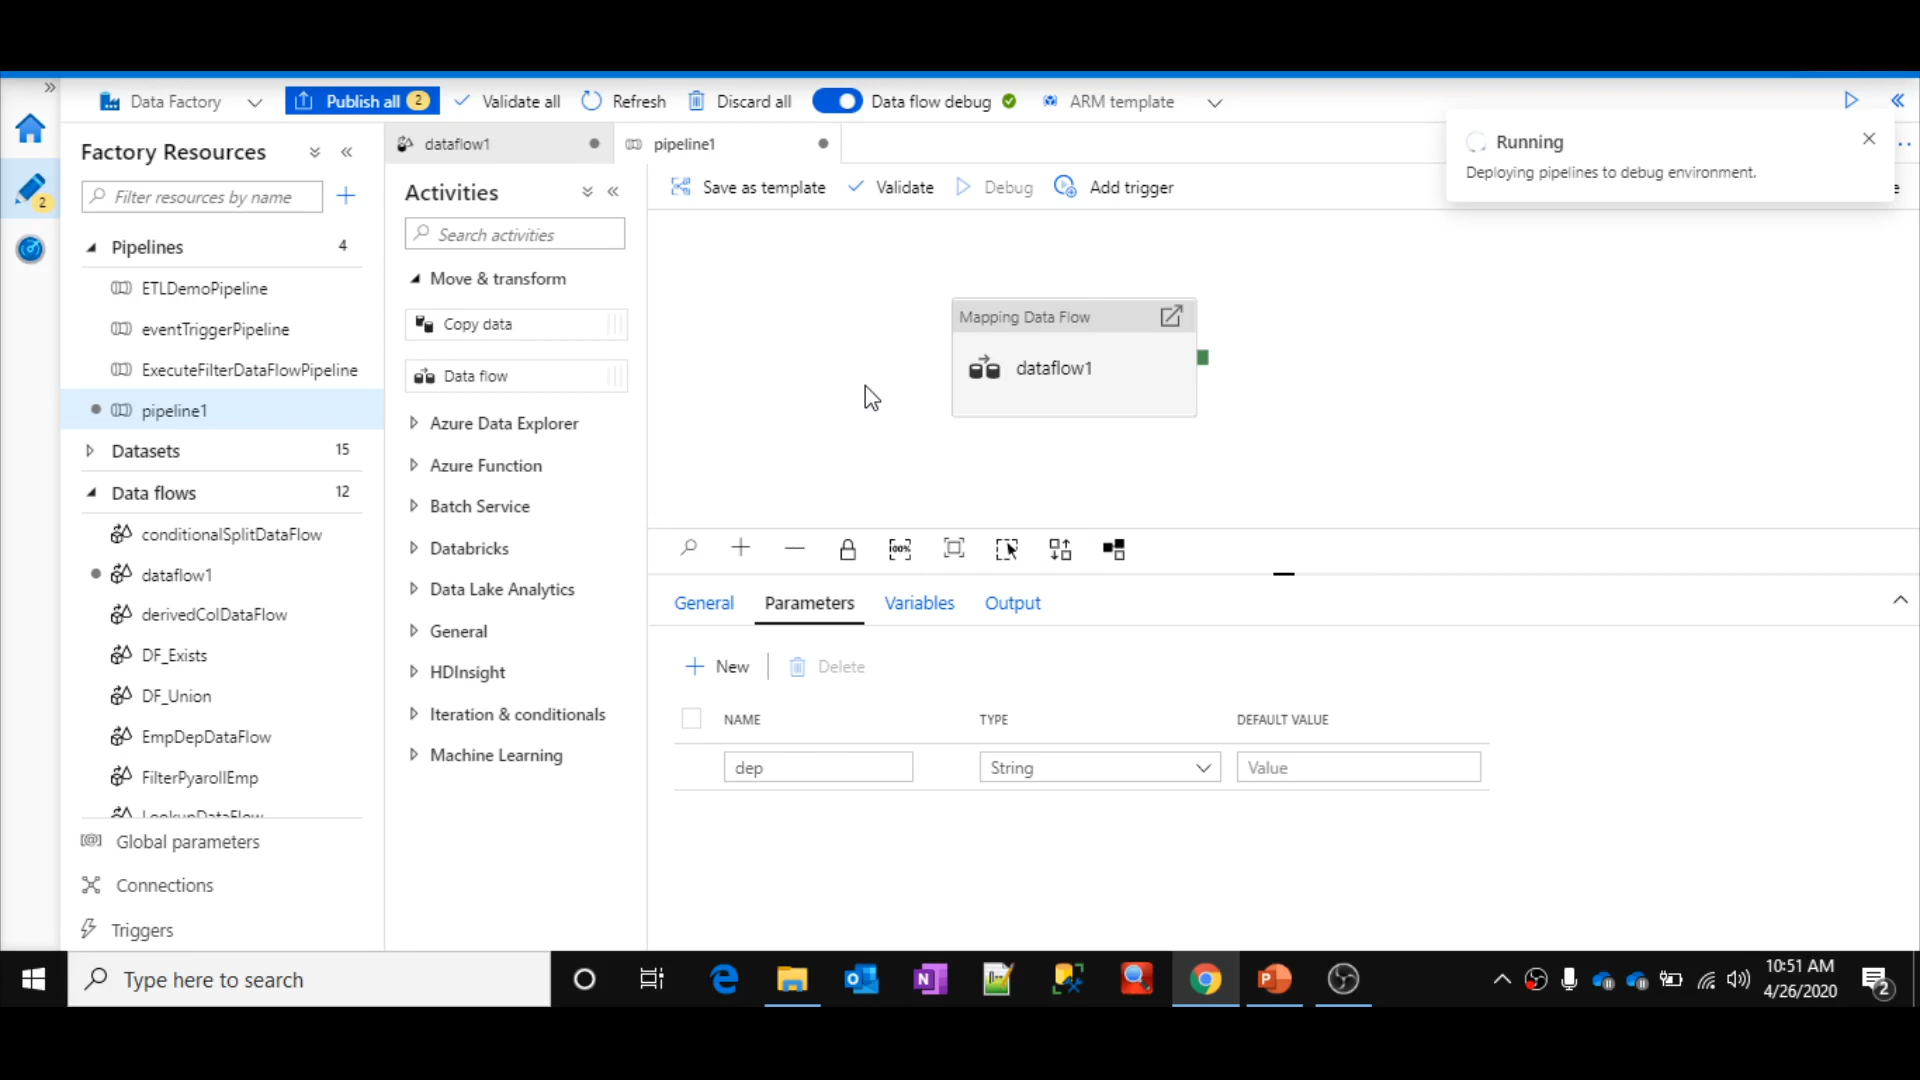 Data Factory
Publish all 2
Validate all
Refresh
Discard all
Data flow debug
ARM template
Running
Deploying pipelines to debug environment.
2
Factory Resources
Filter resources by name
Pipelines 4
ETLDemoPipeline
eventTriggerPipeline
ExecuteFilterDataFlowPipeline
pipeline1
Datasets 15
Data flows 12
conditionalSplitDataFlow
dataflow1
derivedColDataFlow
DF_Exists
DF_Union
EmpDepDataFlow
FilterPyarollEmp
LookupDataFlow
Global parameters
Connections
Triggers
dataflow1
pipeline1
Activities
Search activities
Move & transform
Copy data
Data flow
Azure Data Explorer
Azure Function
Batch Service
Databricks
Data Lake Analytics
General
HDInsight
Iteration & conditionals
Machine Learning
Save as template
Validate
Debug
Add trigger
e
Mapping Data Flow
dataflow1
100%
General Parameters Variables Output
New Delete
NAME TYPE DEFAULT VALUE
dep String Value
Type here to search
10:51 AM
4/26/2020
2